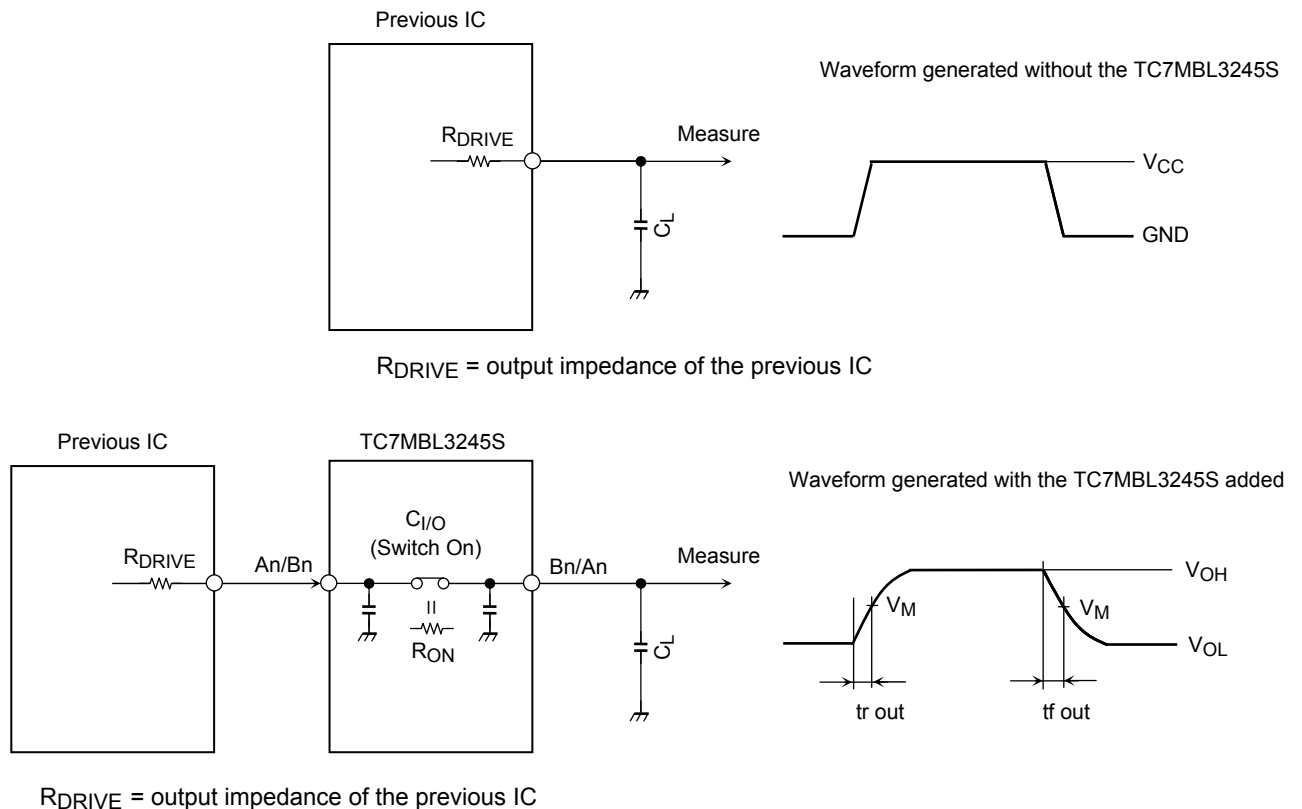 Previous IC
Waveform generated without the TC7MBL3245S
RDRIVE
Measure
VCC
CL
GND
RDRIVE = output impedance of the previous IC
Previous IC
TC7MBL3245S
Waveform generated with the TC7MBL3245S added
CI/O
(Switch On)
RDRIVE
An/Bn
Bn/An
Measure
VOH
VM
VM
RON
CL
VOL
tr out
tf out
RDRIVE = output impedance of the previous IC